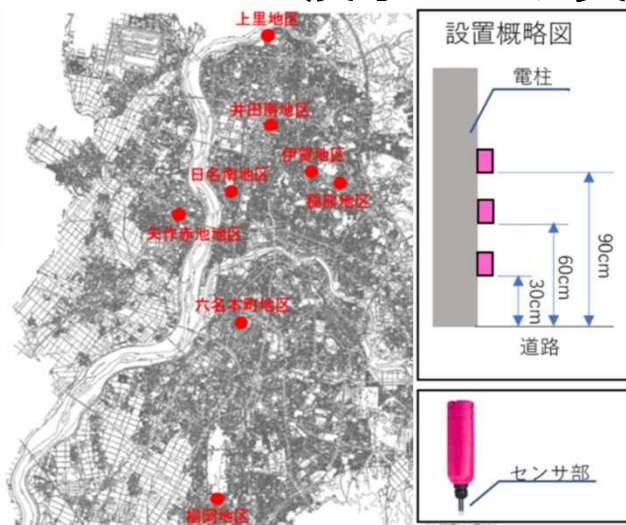 上里地区
井田南地区
伊賀地区
日名南地区
稲熊地区
矢作赤池地区
六名本町地区
福岡地区
設置概略図
電柱
90cm
60cm
30cm
道路
センサ部